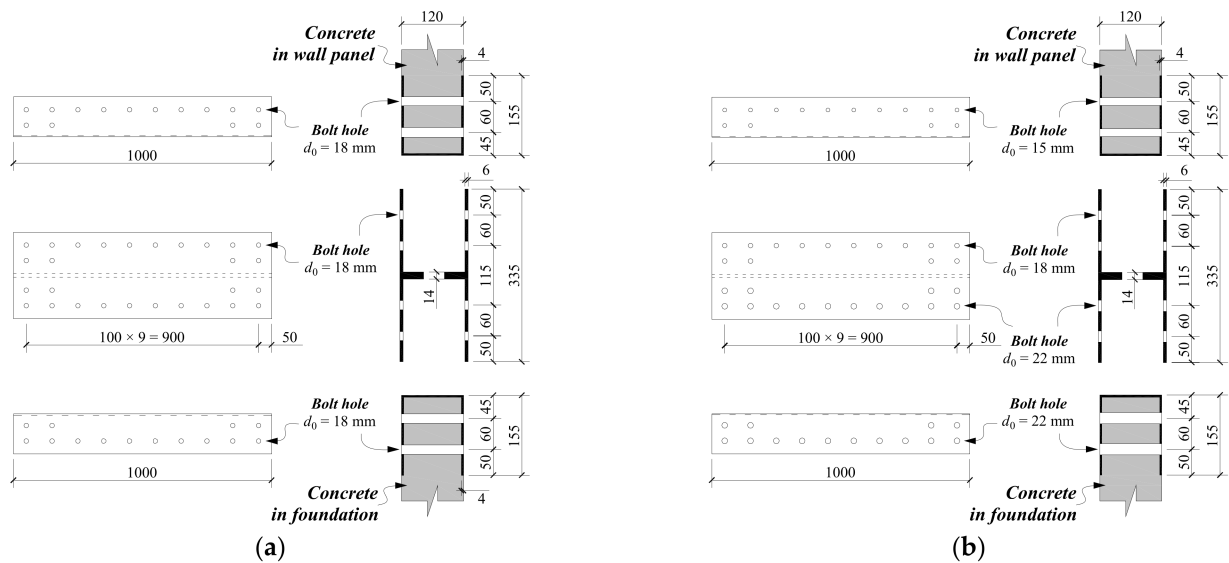 120
Concrete
in wall panel
4
50
60
45
155
Bolt hole
d0 = 18 mm
1000
6
50
60
115
60
50
335
14
Bolt hole
d0 = 18 mm
100 × 9 = 900
50
Bolt hole
d0 = 18 mm
45
60
50
155
1000
4
Concrete
in foundation
(a)
120
Concrete
in wall panel
4
50
60
45
155
Bolt hole
d0 = 15 mm
1000
6
50
60
115
60
50
335
14
Bolt hole
d0 = 18 mm
100 × 9 = 900
50
Bolt hole
d0 = 22 mm
Bolt hole
d0 = 22 mm
45
60
50
155
1000
Concrete
in foundation
(b)